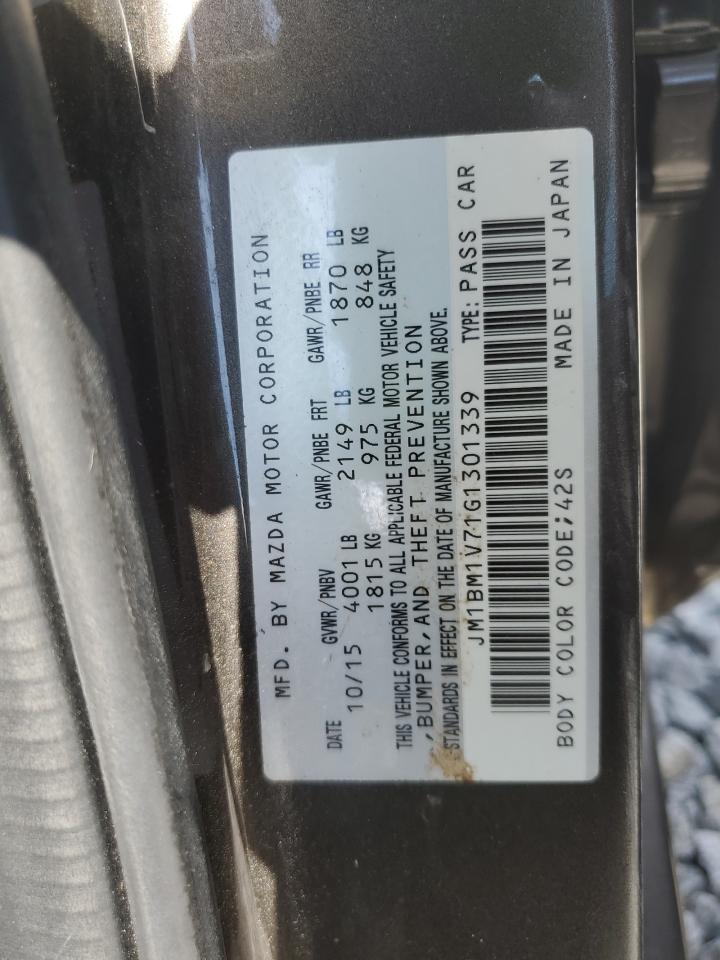 MFD. BY MAZDA MOTOR CORPORATION
DATE GVWR/PNBV GAWR/PNBE FRT GAWR/PNBE RR
10/15 4001 LB 2149 LB 1870 LB
1815 KG 975 KG 848 KG
THIS VEHICLE CONFORMS TO ALL APPLICABLE FEDERAL MOTOR VEHICLE SAFETY
,BUMPER,AND THEFT PREVENTION
STANDARDS IN EFFECT ON THE DATE OF MANUFACTURE SHOWN ABOVE.
JM1BM1V71G1301339 TYPE: PASS CAR
BODY COLOR CODE;42S MADE IN JAPAN